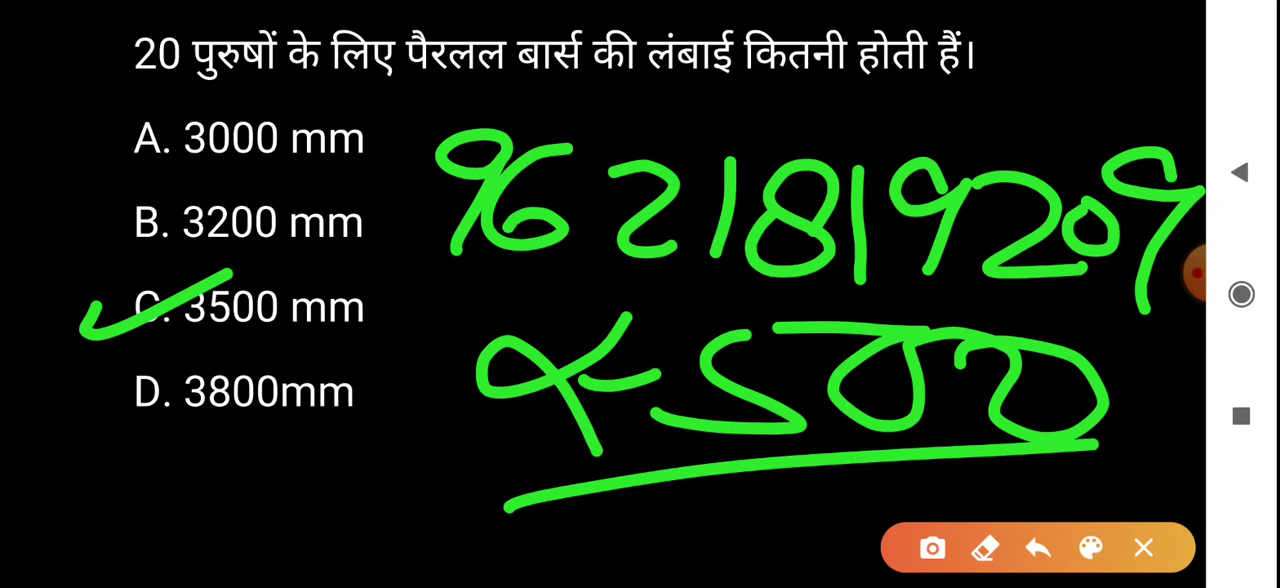 20 पुरुषों के लिए पैरलल बार्स की लंबाई कितनी होती हैं।
A. 3000 mm
B. 3200 mm
C. 3500 mm
D. 3800mm
9621819209